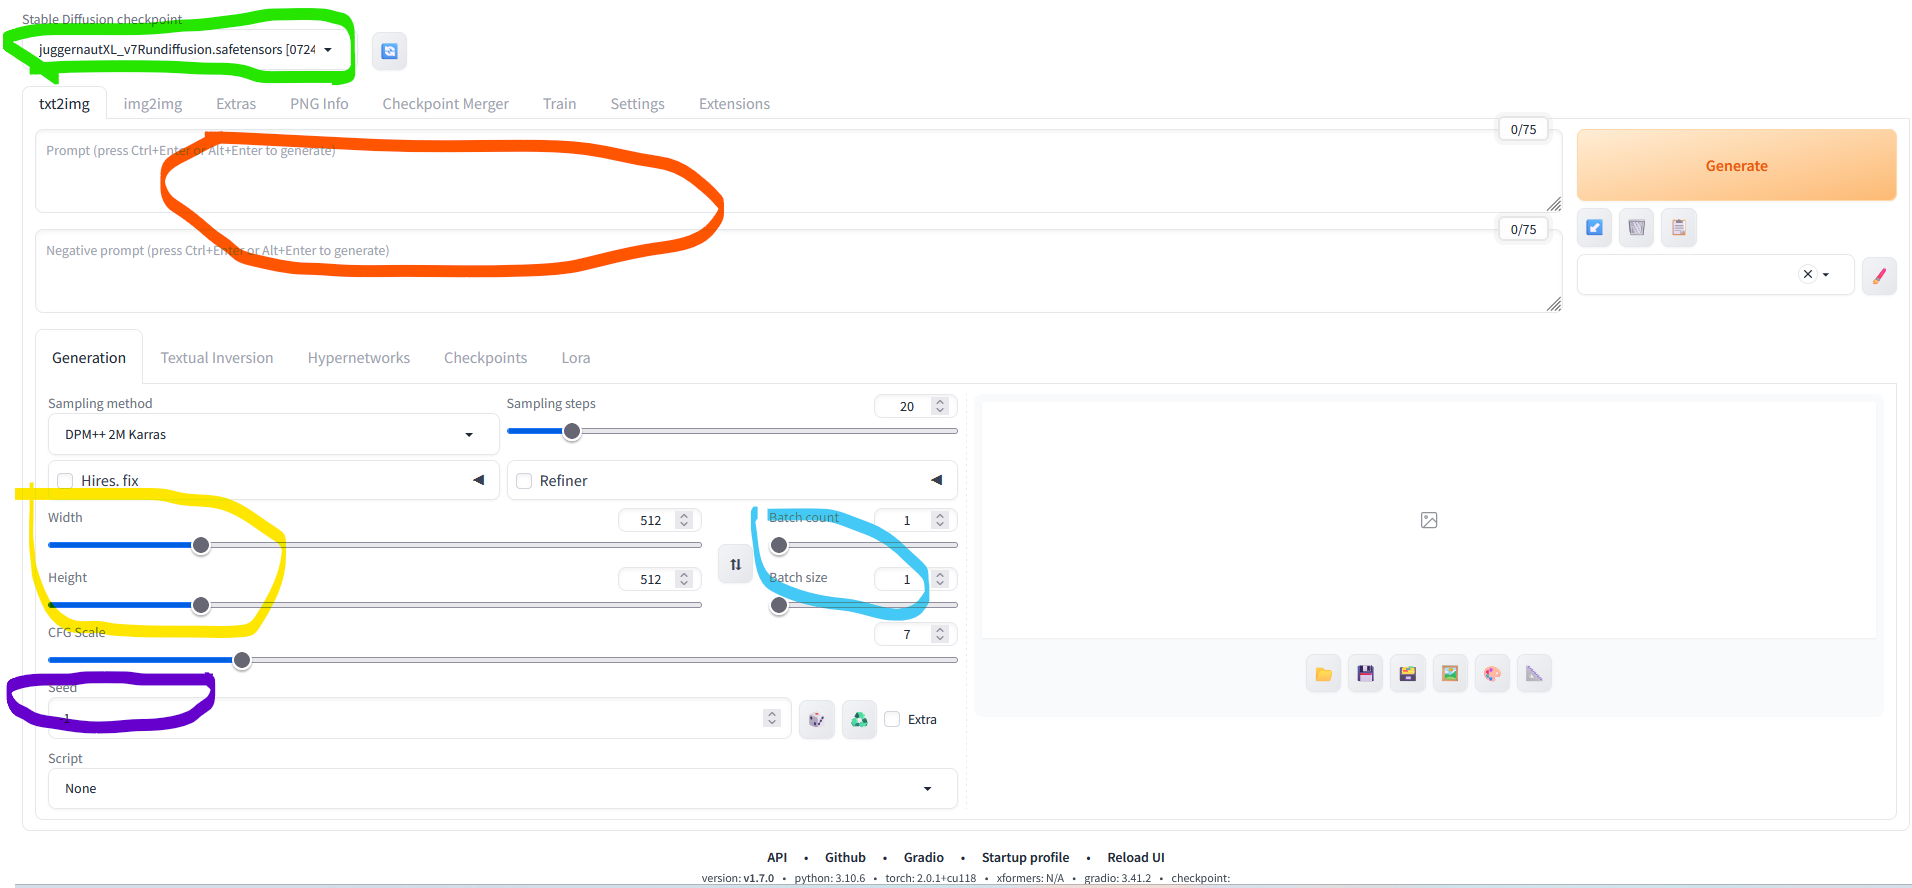 Stable Diffusion checkpoint
juggernautXL_v7Rundiffusion.safetensors [0724
txt2img img2img Extras PNG Info Checkpoint Merger Train Settings Extensions
Prompt (press Ctrl+Enter or Alt+Enter to generate)
0/75
Generate
Negative prompt (press Ctrl+Enter or Alt+Enter to generate)
0/75
Generation Textual Inversion Hypernetworks Checkpoints Lora
Sampling method
DPM++ 2M Karras
Sampling steps
20
Hires. fix
Refiner
Width
512
Batch count
1
Height
512
Batch size
1
CFG Scale
7
Seed
-1
Extra
Script
None
API • Github • Gradio • Startup profile • Reload UI
version: v1.7.0 • python: 3.10.6 • torch: 2.0.1+cu118 • xformers: N/A • gradio: 3.41.2 • checkpoint: